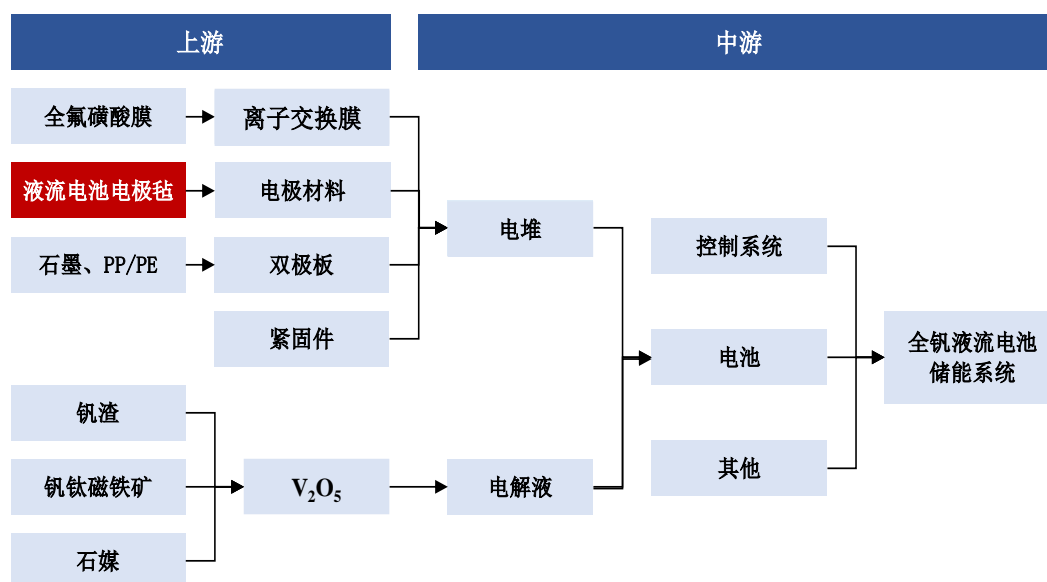 上游
中游
全氟磺酸膜
离子交换膜
液流电池电极毡
电极材料
电堆
控制系统
石墨、PP/PE
双极板
紧固件
电池
全钒液流电池
储能系统
钒渣
钒钛磁铁矿
V₂O₅
电解液
其他
石媒